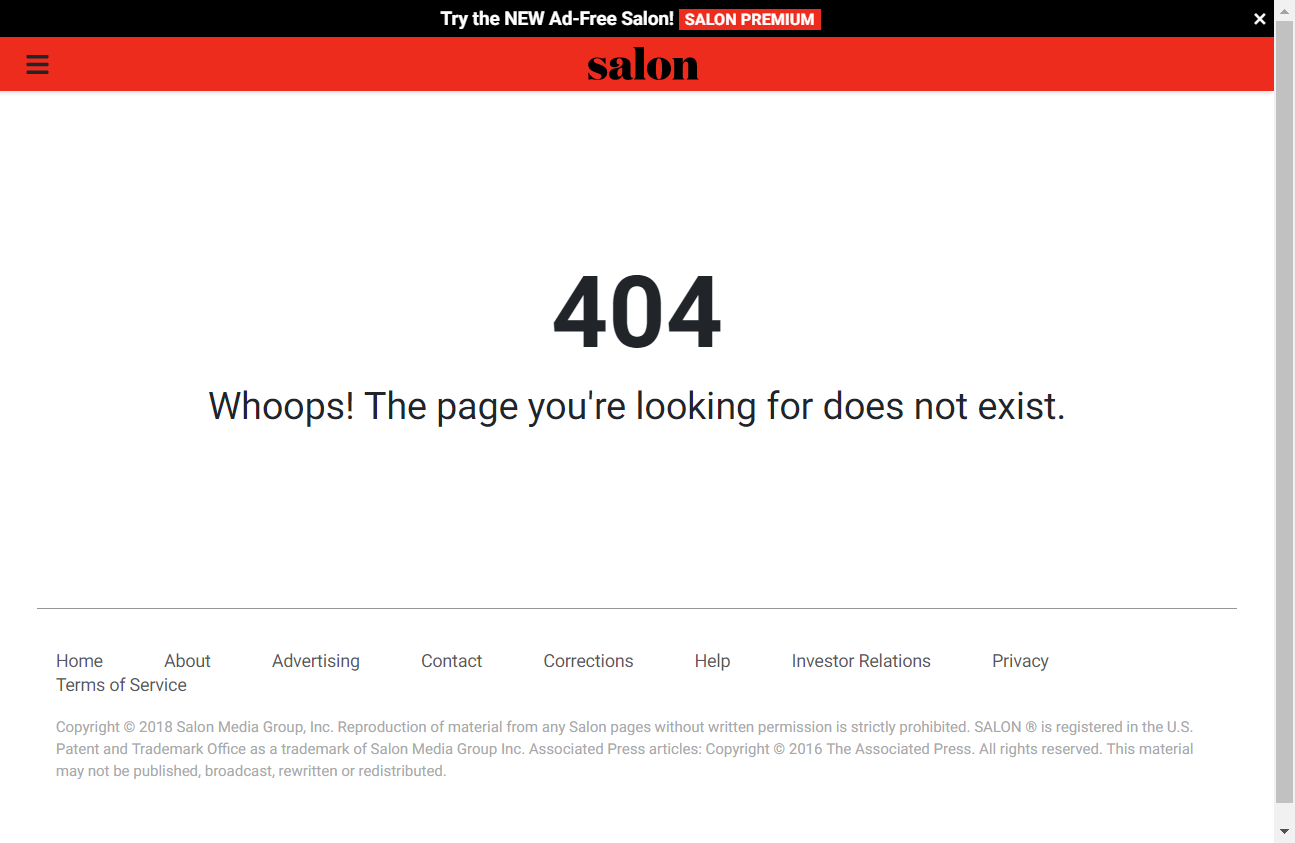 Try the NEW Ad-Free Salon! SALON PREMIUM
salon
404
Whoops! The page you're looking for does not exist.
Home About Advertising Contact Corrections Help Investor Relations Privacy
Terms of Service
Copyright © 2018 Salon Media Group, Inc. Reproduction of material from any Salon pages without written permission is strictly prohibited. SALON ® is registered in the U.S.
Patent and Trademark Office as a trademark of Salon Media Group Inc. Associated Press articles: Copyright © 2016 The Associated Press. All rights reserved. This material
may not be published, broadcast, rewritten or redistributed.